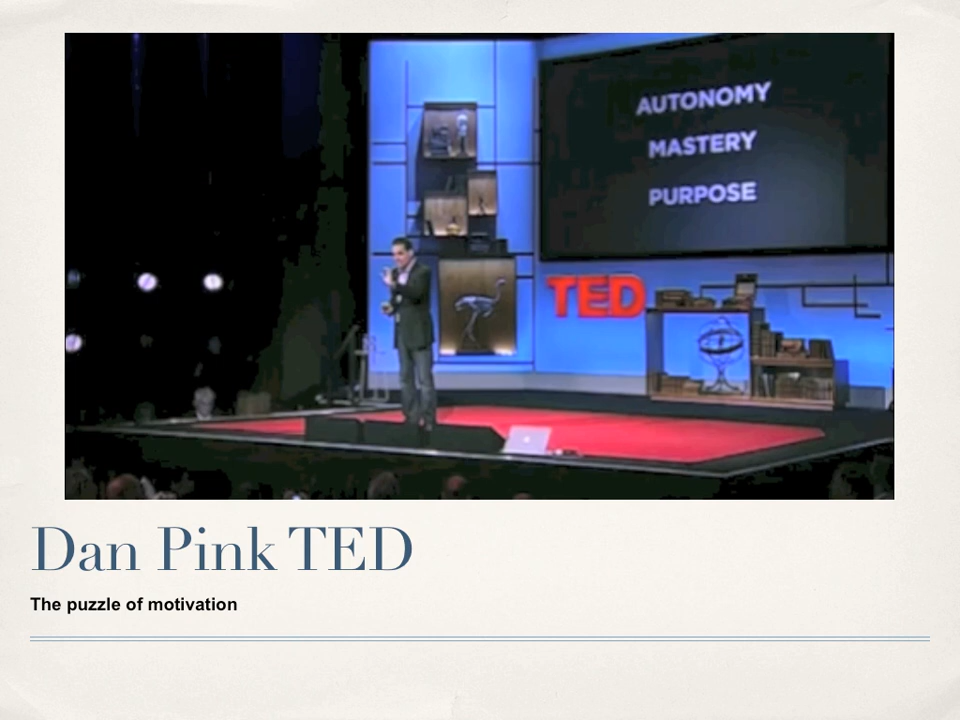 AUTONOMY
MASTERY
PURPOSE
TED
Dan Pink TED
The puzzle of motivation